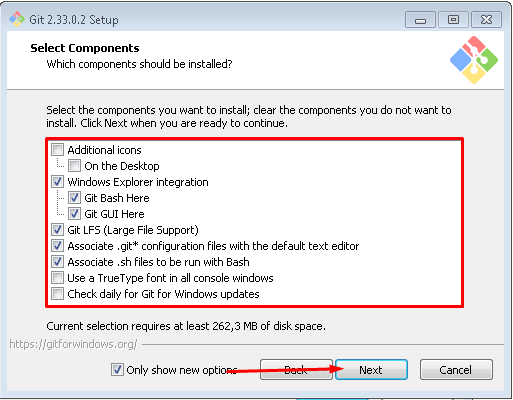 Git 2.33.0.2 Setup
Select Components
Which components should be installed?
Select the components you want to install; clear the components you do not want to
install. Click Next when you are ready to continue.
Additional icons
On the Desktop
Windows Explorer integration
Git Bash Here
Git GUI Here
Git LFS (Large File Support)
Associate .git* configuration files with the default text editor
Associate .sh files to be run with Bash
Use a TrueType font in all console windows
Check daily for Git for Windows updates
Current selection requires at least 262,3 MB of disk space.
https://gitforwindows.org/
Only show new options Back Next Cancel